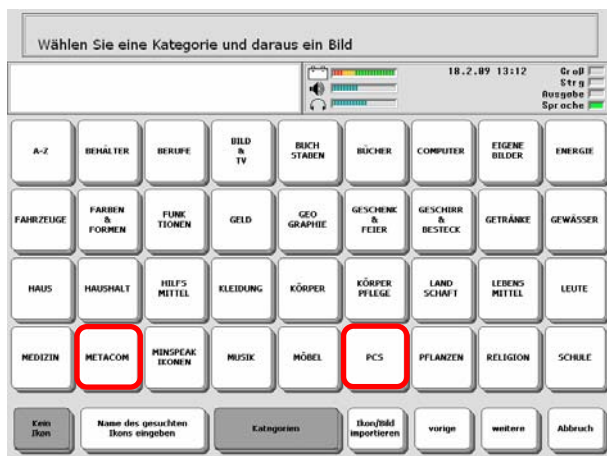 Wählen Sie eine Kategorie und daraus ein Bild
18.2.09 13:12
Groß
Strg
Ausgabe
Sprache
A-Z
BEHÄLTER
BERUFE
BILD
&
TV
BUCH
STABEN
BÜCHER
COMPUTER
EIGENE
BILDER
ENERGIE
FAHRZEUGE
FARBEN
&
FORMEN
FUNK
TIONEN
GELD
GEO
GRAPHIE
GESCHENK
&
FEIER
GESCHIRR
&
BESTECK
GETRÄNKE
GEWÄSSER
HAUS
HAUSHALT
HILFS
MITTEL
KLEIDUNG
KÖRPER
KÖRPER
PFLEGE
LAND
SCHAFT
LEBENS
MITTEL
LEUTE
MEDIZIN
METACOM
MINSPEAK
IKONEN
MUSIK
MÖBEL
PCS
PFLANZEN
RELIGION
SCHULE
Kein
Ikon
Name des gesuchten
Ikons eingeben
Kategorien
Ikon/Bild
importieren
vorige
weitere
Abbruch